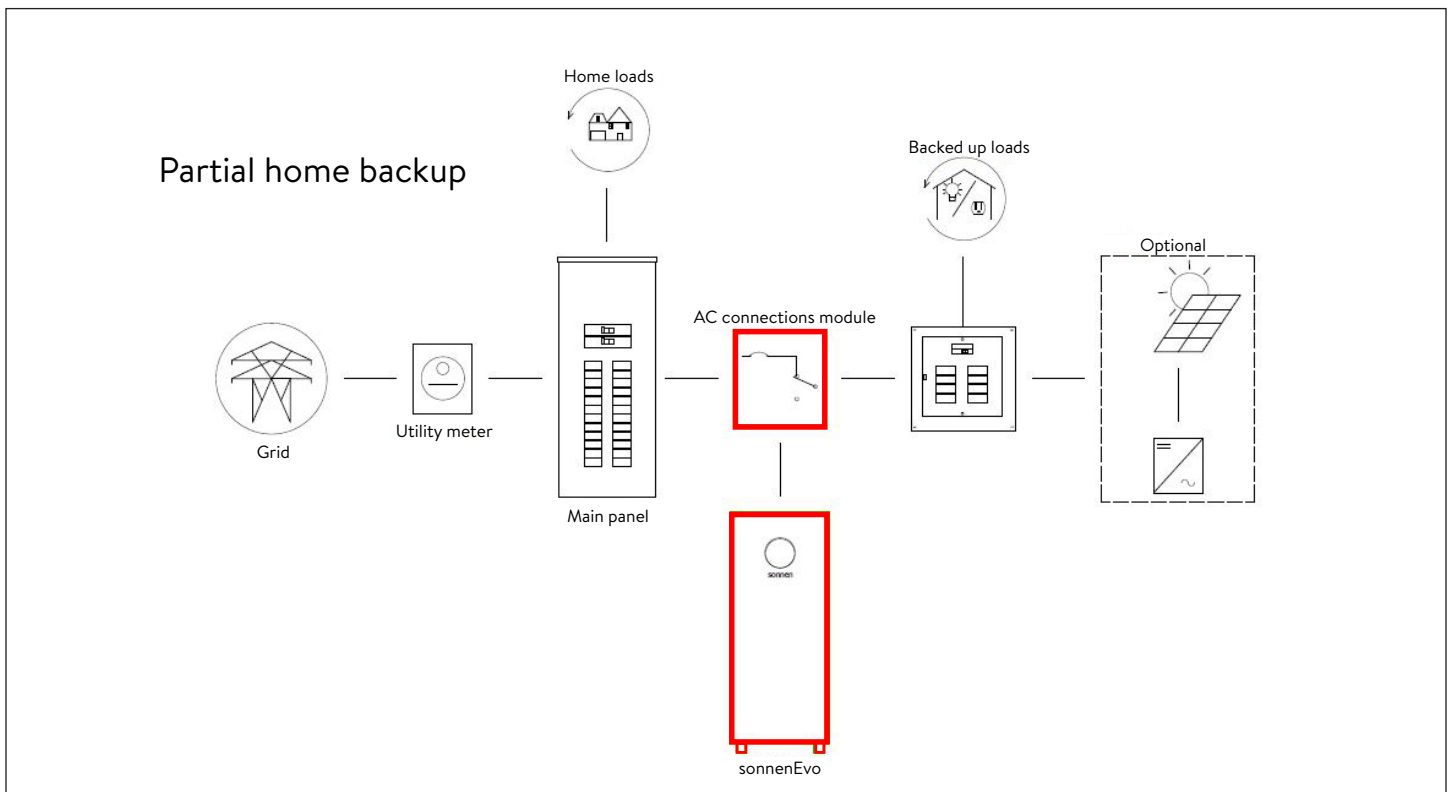 Partial home backup
Home loads
Backed up loads
Optional
AC connections module
Grid
Utility meter
Main panel
sonnen
sonnenEvo